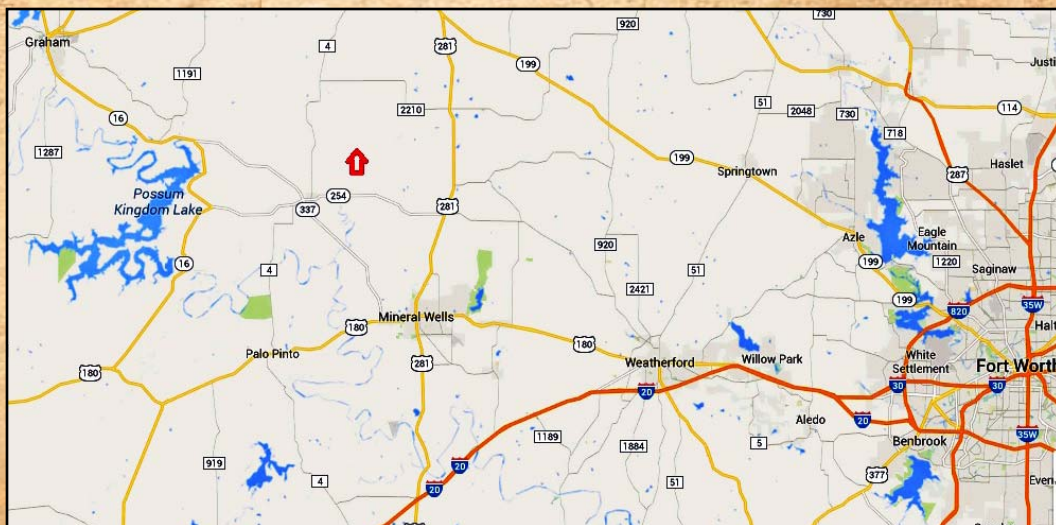 730
920
Graham
4
281
199
Justi
1191
51
2210
2048
730
114
16
718
1287
199
Haslet
Springtown
287
Possum
Kingdom Lake
254
337
281
Azle
Eagle
Mountain
920
199
1220
16
4
51
Saginaw
2421
199
35W
820
Mineral Wells
180
Halt
180
Palo Pinto
White
Settlement
Weatherford
Willow Park
281
Fort Worth
180
20
30
30
Aledo
20
1189
35W
919
20
1884
5
Benbrook
4
377
51
20
Even